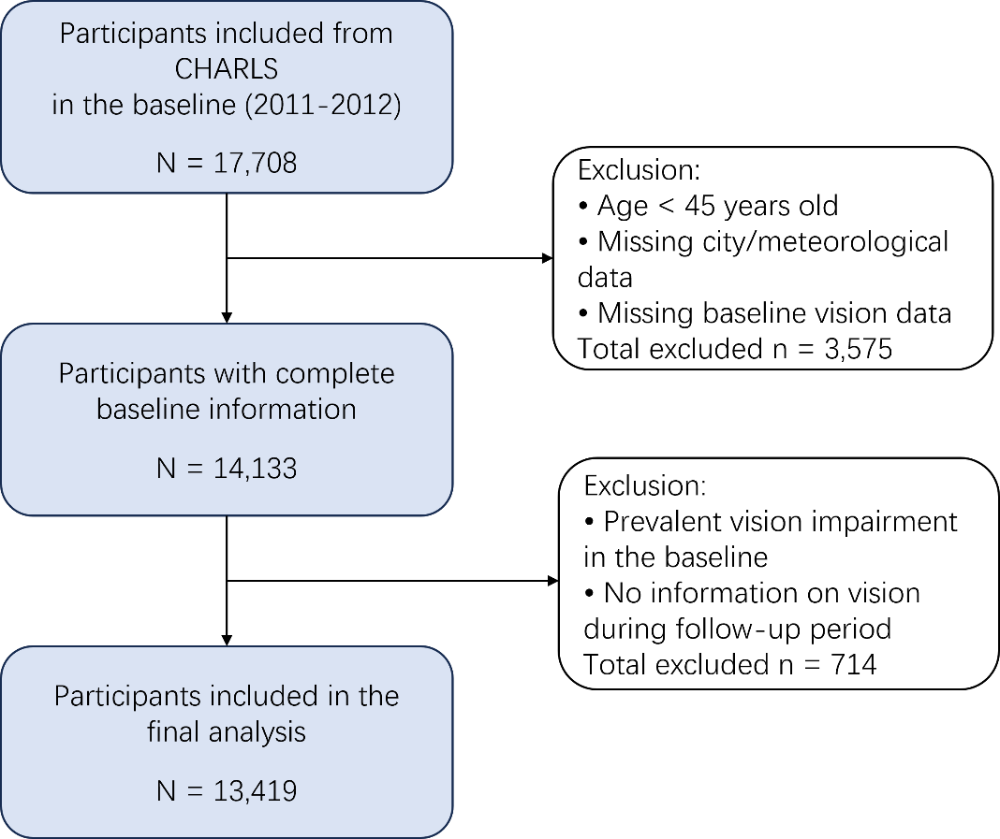 Participants included from
CHARLS
in the baseline (2011-2012)
N = 17,708
Exclusion:
• Age < 45 years old
• Missing city/meteorological
data
• Missing baseline vision data
Total excluded n = 3,575
Participants with complete
baseline information
N = 14,133
Exclusion:
• Prevalent vision impairment
in the baseline
• No information on vision
during follow-up period
Total excluded n = 714
Participants included in the
final analysis
N = 13,419